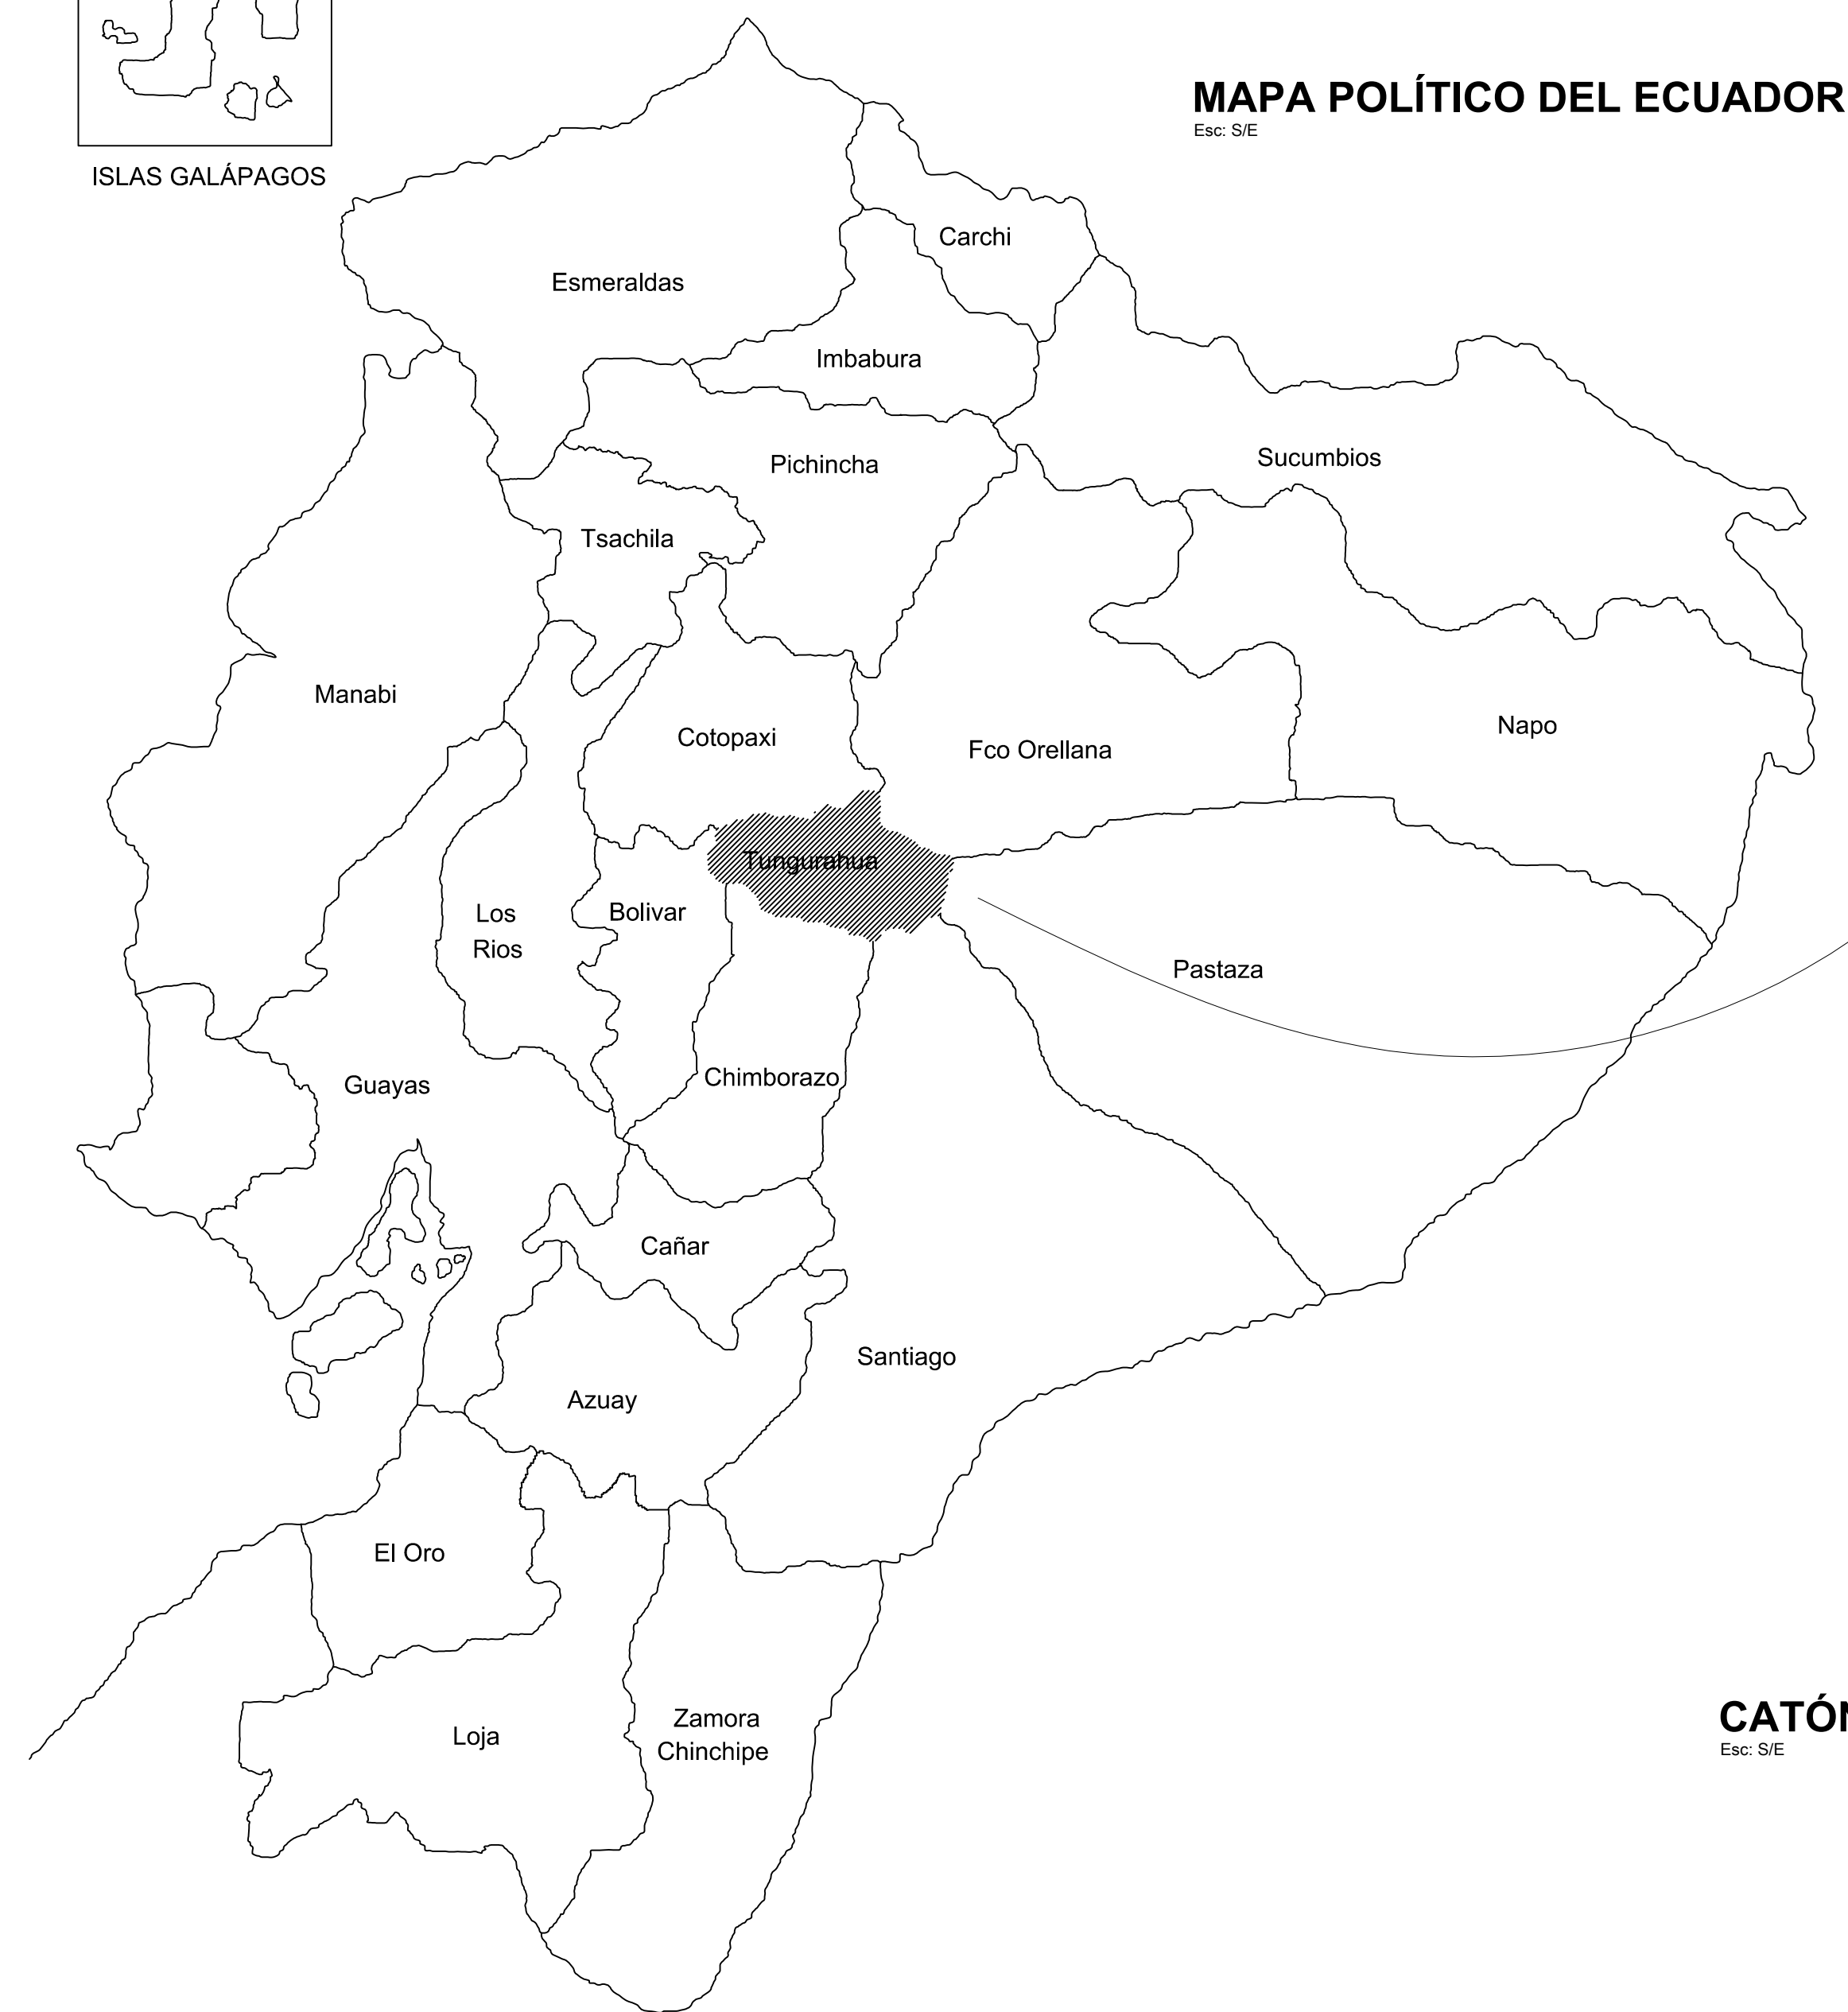 MAPA POLÍTICO DEL ECUADOR
Esc: S/E
ISLAS GALÁPAGOS
Carchi
Esmeraldas
Imbabura
Sucumbios
Pichincha
Tsachila
Manabi
Napo
Cotopaxi
Fco Orellana
Tungurahua
Los
Rios
Bolivar
Pastaza
Chimborazo
Guayas
Cañar
Santiago
Azuay
El Oro
Zamora
Chinchipe
Loja
Esc: S/E